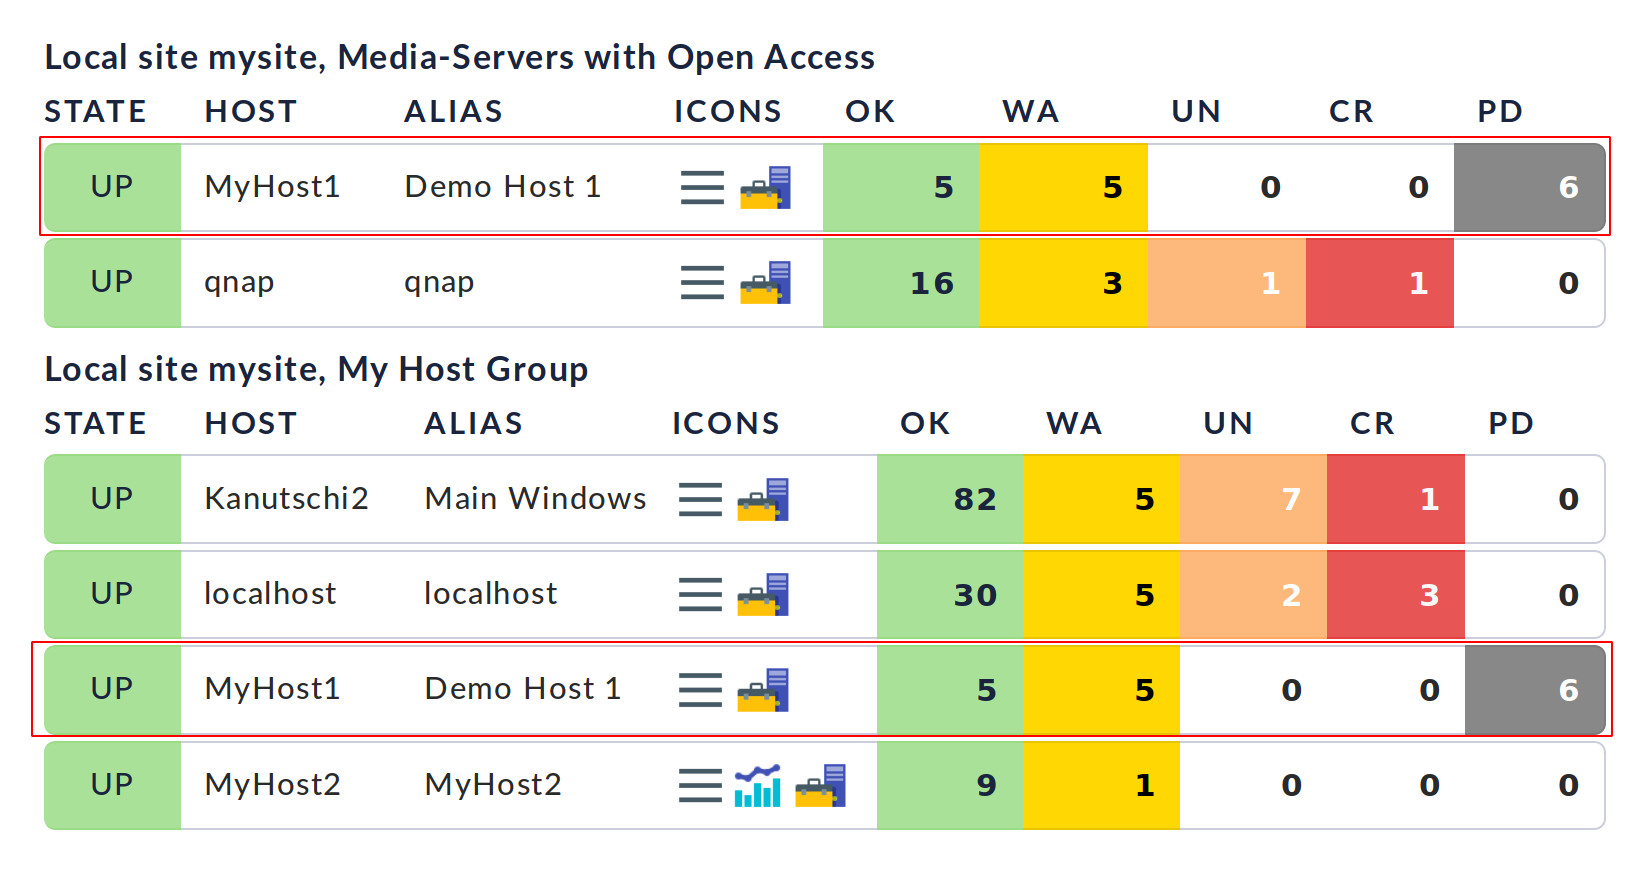 Local site mysite, Media-Servers with Open Access
STATE HOST ALIAS ICONS OK WA UN CR PD
UP MyHost1 Demo Host 1 5 5 0 0 6
UP qnap qnap 16 3 1 1 0
Local site mysite, My Host Group
STATE HOST ALIAS ICONS OK WA UN CR PD
UP Kanutschi2 Main Windows 82 5 7 1 0
UP localhost localhost 30 5 2 3 0
UP MyHost1 Demo Host 1 5 5 0 0 6
UP MyHost2 MyHost2 9 1 0 0 0